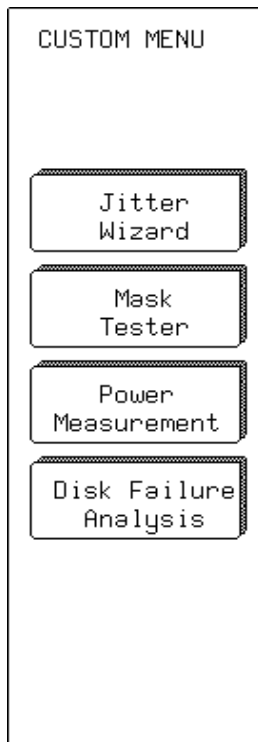 CUSTOM MENU
Jitter
Wizard
Mask
Tester
Power
Measurement
Disk Failure
Analysis